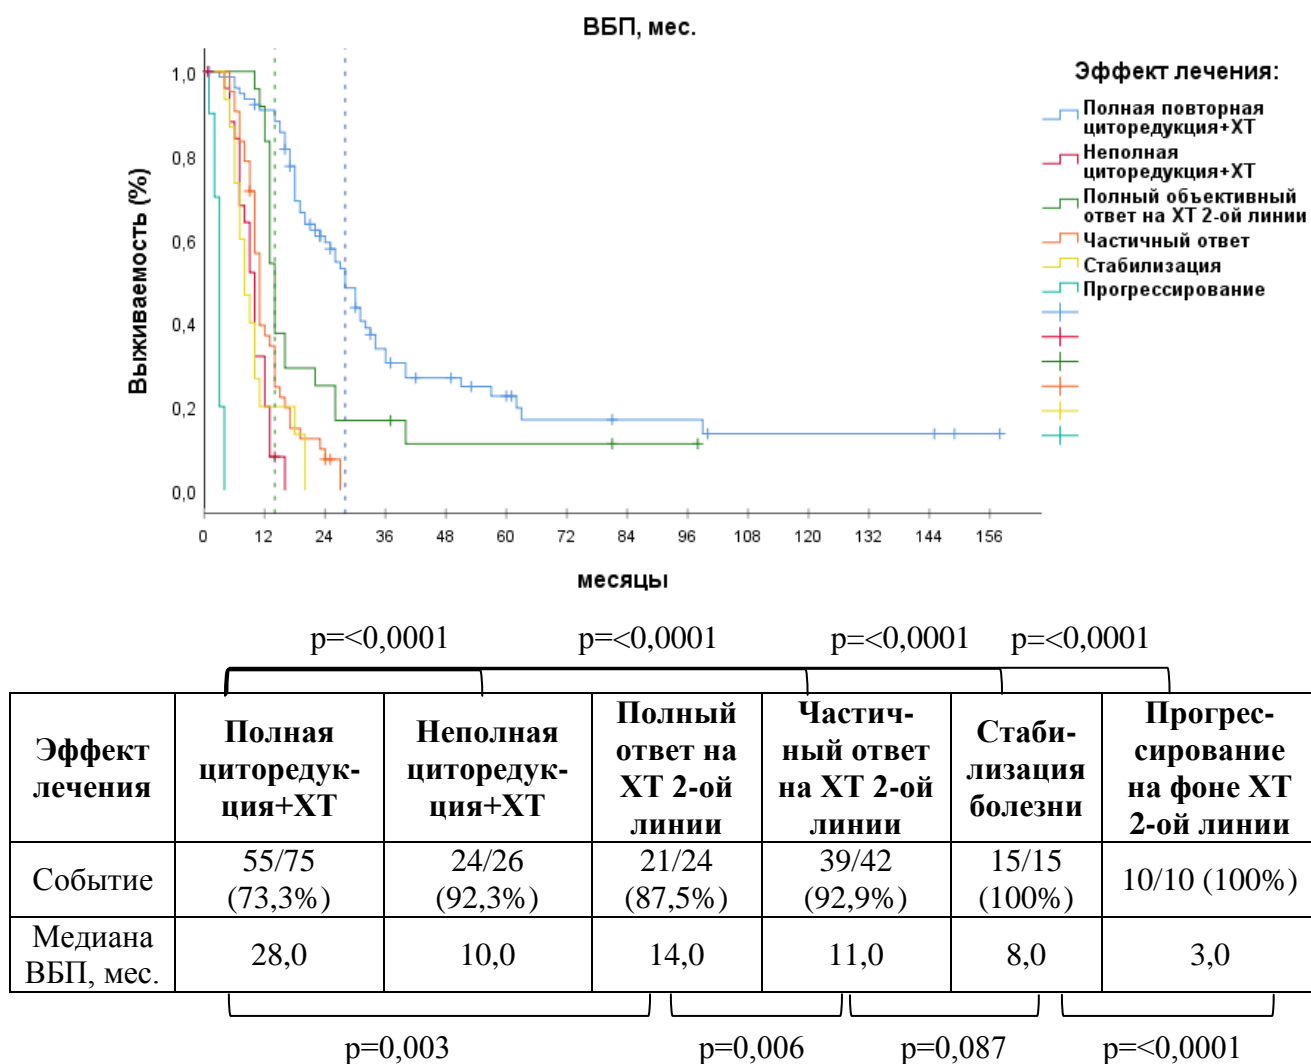 ВБП, мес.
Выживаемость (%)
1,0
0,8
0,6
0,4
0,2
0,0
0 12 24 36 48 60 72 84 96 108 120 132 144 156
месяцы
Эффект лечения:
Полная повторная
циторедукция+ХТ
Неполная
циторедукция+ХТ
Полный объективный
ответ на ХТ 2-ой линии
Частичный ответ
Стабилизация
Прогрессирование
p=<0,0001 p=<0,0001 p=<0,0001 p=<0,0001
Эффект
лечения
Полная
циторедук-
ция+ХТ
Неполная
циторедук-
ция+ХТ
Полный
ответ на
ХТ 2-ой
линии
Частич-
ный ответ
на ХТ 2-ой
линии
Стаби-
лизация
болезни
Прогрес-
сирование
на фоне ХТ
2-ой линии
Событие
55/75
(73,3%)
24/26
(92,3%)
21/24
(87,5%)
39/42
(92,9%)
15/15
(100%)
10/10 (100%)
Медиана
ВБП, мес.
28,0
10,0
14,0
11,0
8,0
3,0
p=0,003 p=0,006 p=0,087 p=<0,0001